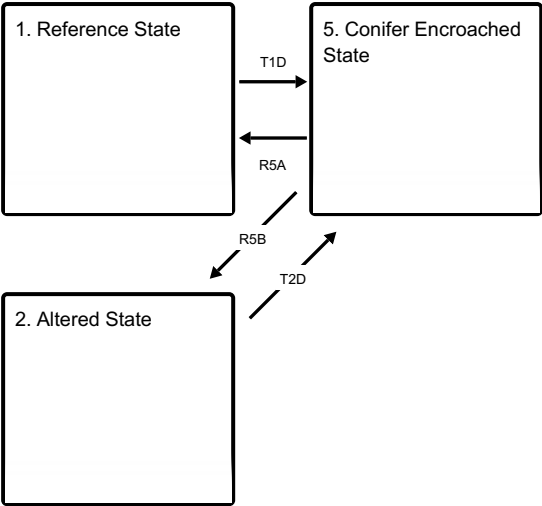 1. Reference State
5. Conifer Encroached
State
T1D
R5A
R5B
T2D
2. Altered State